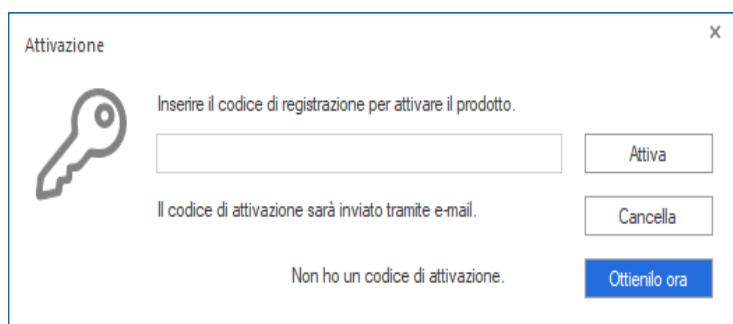 Attivazione
Inserire il codice di registrazione per attivare il prodotto.
Attiva
Il codice di attivazione sarà inviato tramite e-mail.
Cancella
Non ho un codice di attivazione.
Ottienilo ora